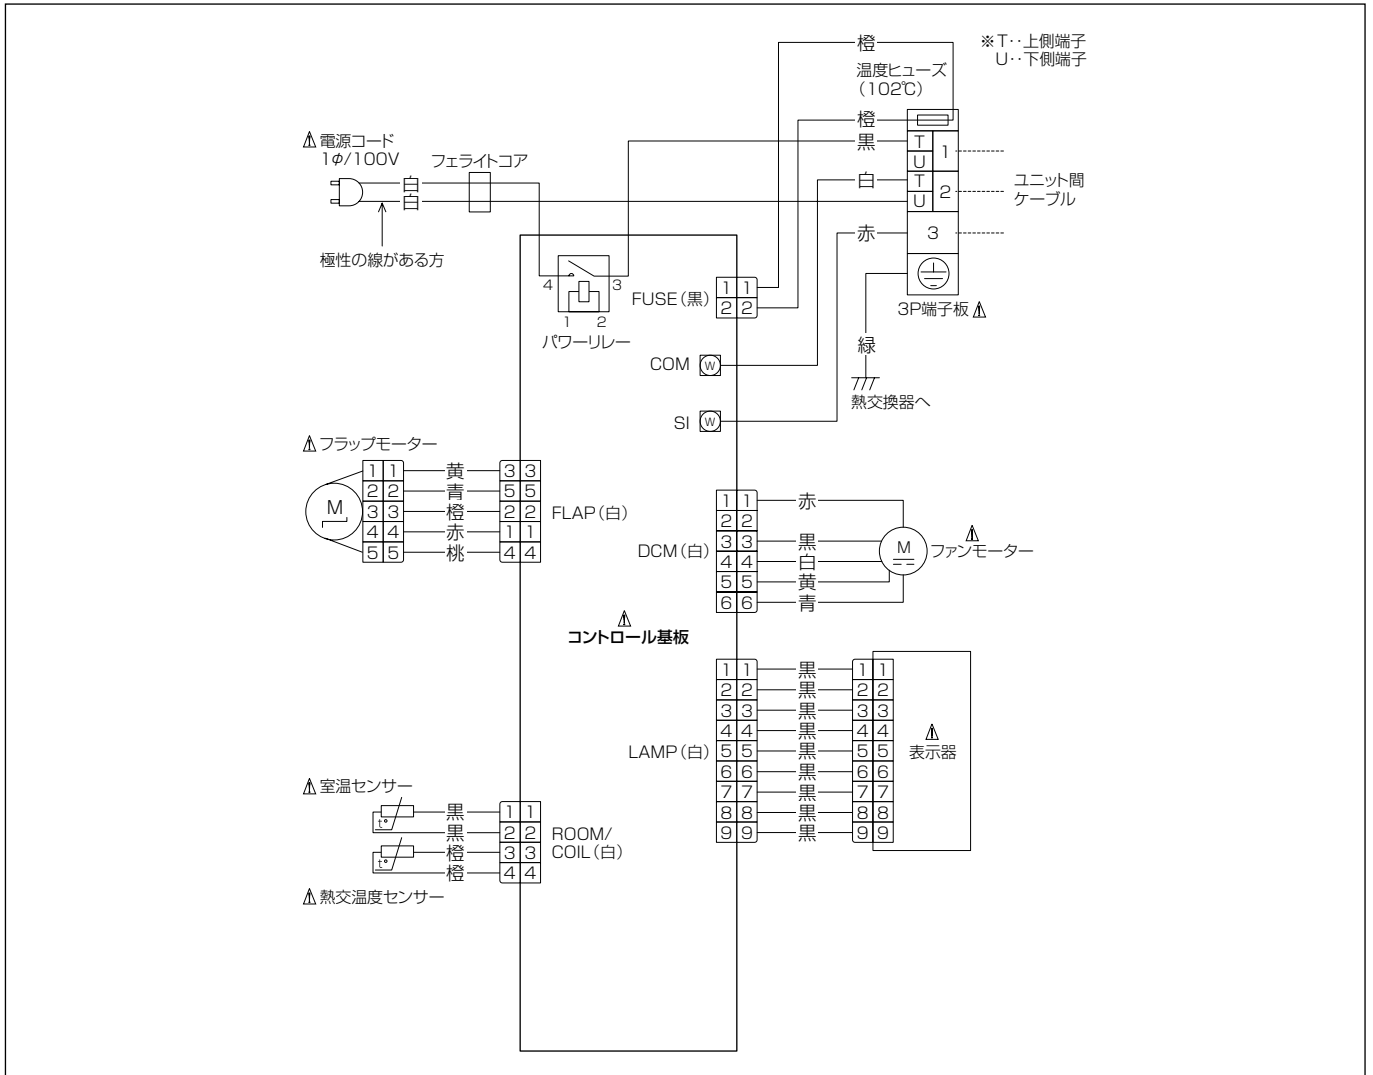 ※T‥上側端子
U‥下側端子
橙
温度ヒューズ
（102℃）
橙
黒
⚠電源コード
1φ/100V
フェライトコア
白
白
極性の線がある方
T
U
1
T
U
2
3
白
赤
ユニット間
ケーブル
3P端子板⚠
緑
熱交換器へ
4
3
1 2
パワーリレー
FUSE（黒）
1 1
2 2
COM W
SI W
⚠フラップモーター
M
1 1 黄 3 3
2 2 青 5 5
3 3 橙 2 2
4 4 赤 1 1
5 5 桃 4 4
FLAP（白）
DCM（白）
1 1 赤
2 2
3 3 黒
4 4 白
5 5 黄
6 6 青
M
⚠
ファンモーター
⚠
コントロール基板
LAMP（白）
1 1 黒 1 1
2 2 黒 2 2
3 3 黒 3 3
4 4 黒 4 4
5 5 黒 5 5
6 6 黒 6 6
7 7 黒 7 7
8 8 黒 8 8
9 9 黒 9 9
⚠
表示器
⚠室温センサー
t° 黒 1 1
黒 2 2
t° 橙 3 3
橙 4 4
ROOM/
COIL（白）
⚠熱交温度センサー